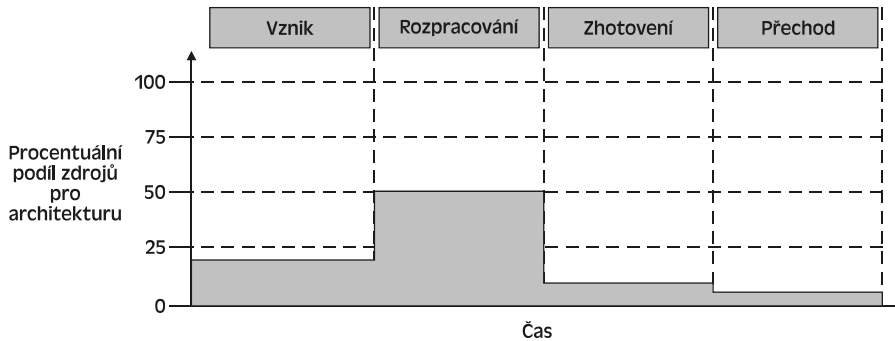 Vznik
Rozpracování
Zhotovení
Přechod
100
75
50
25
0
Procentuální
podíl zdrojů
pro
architekturu
Čas